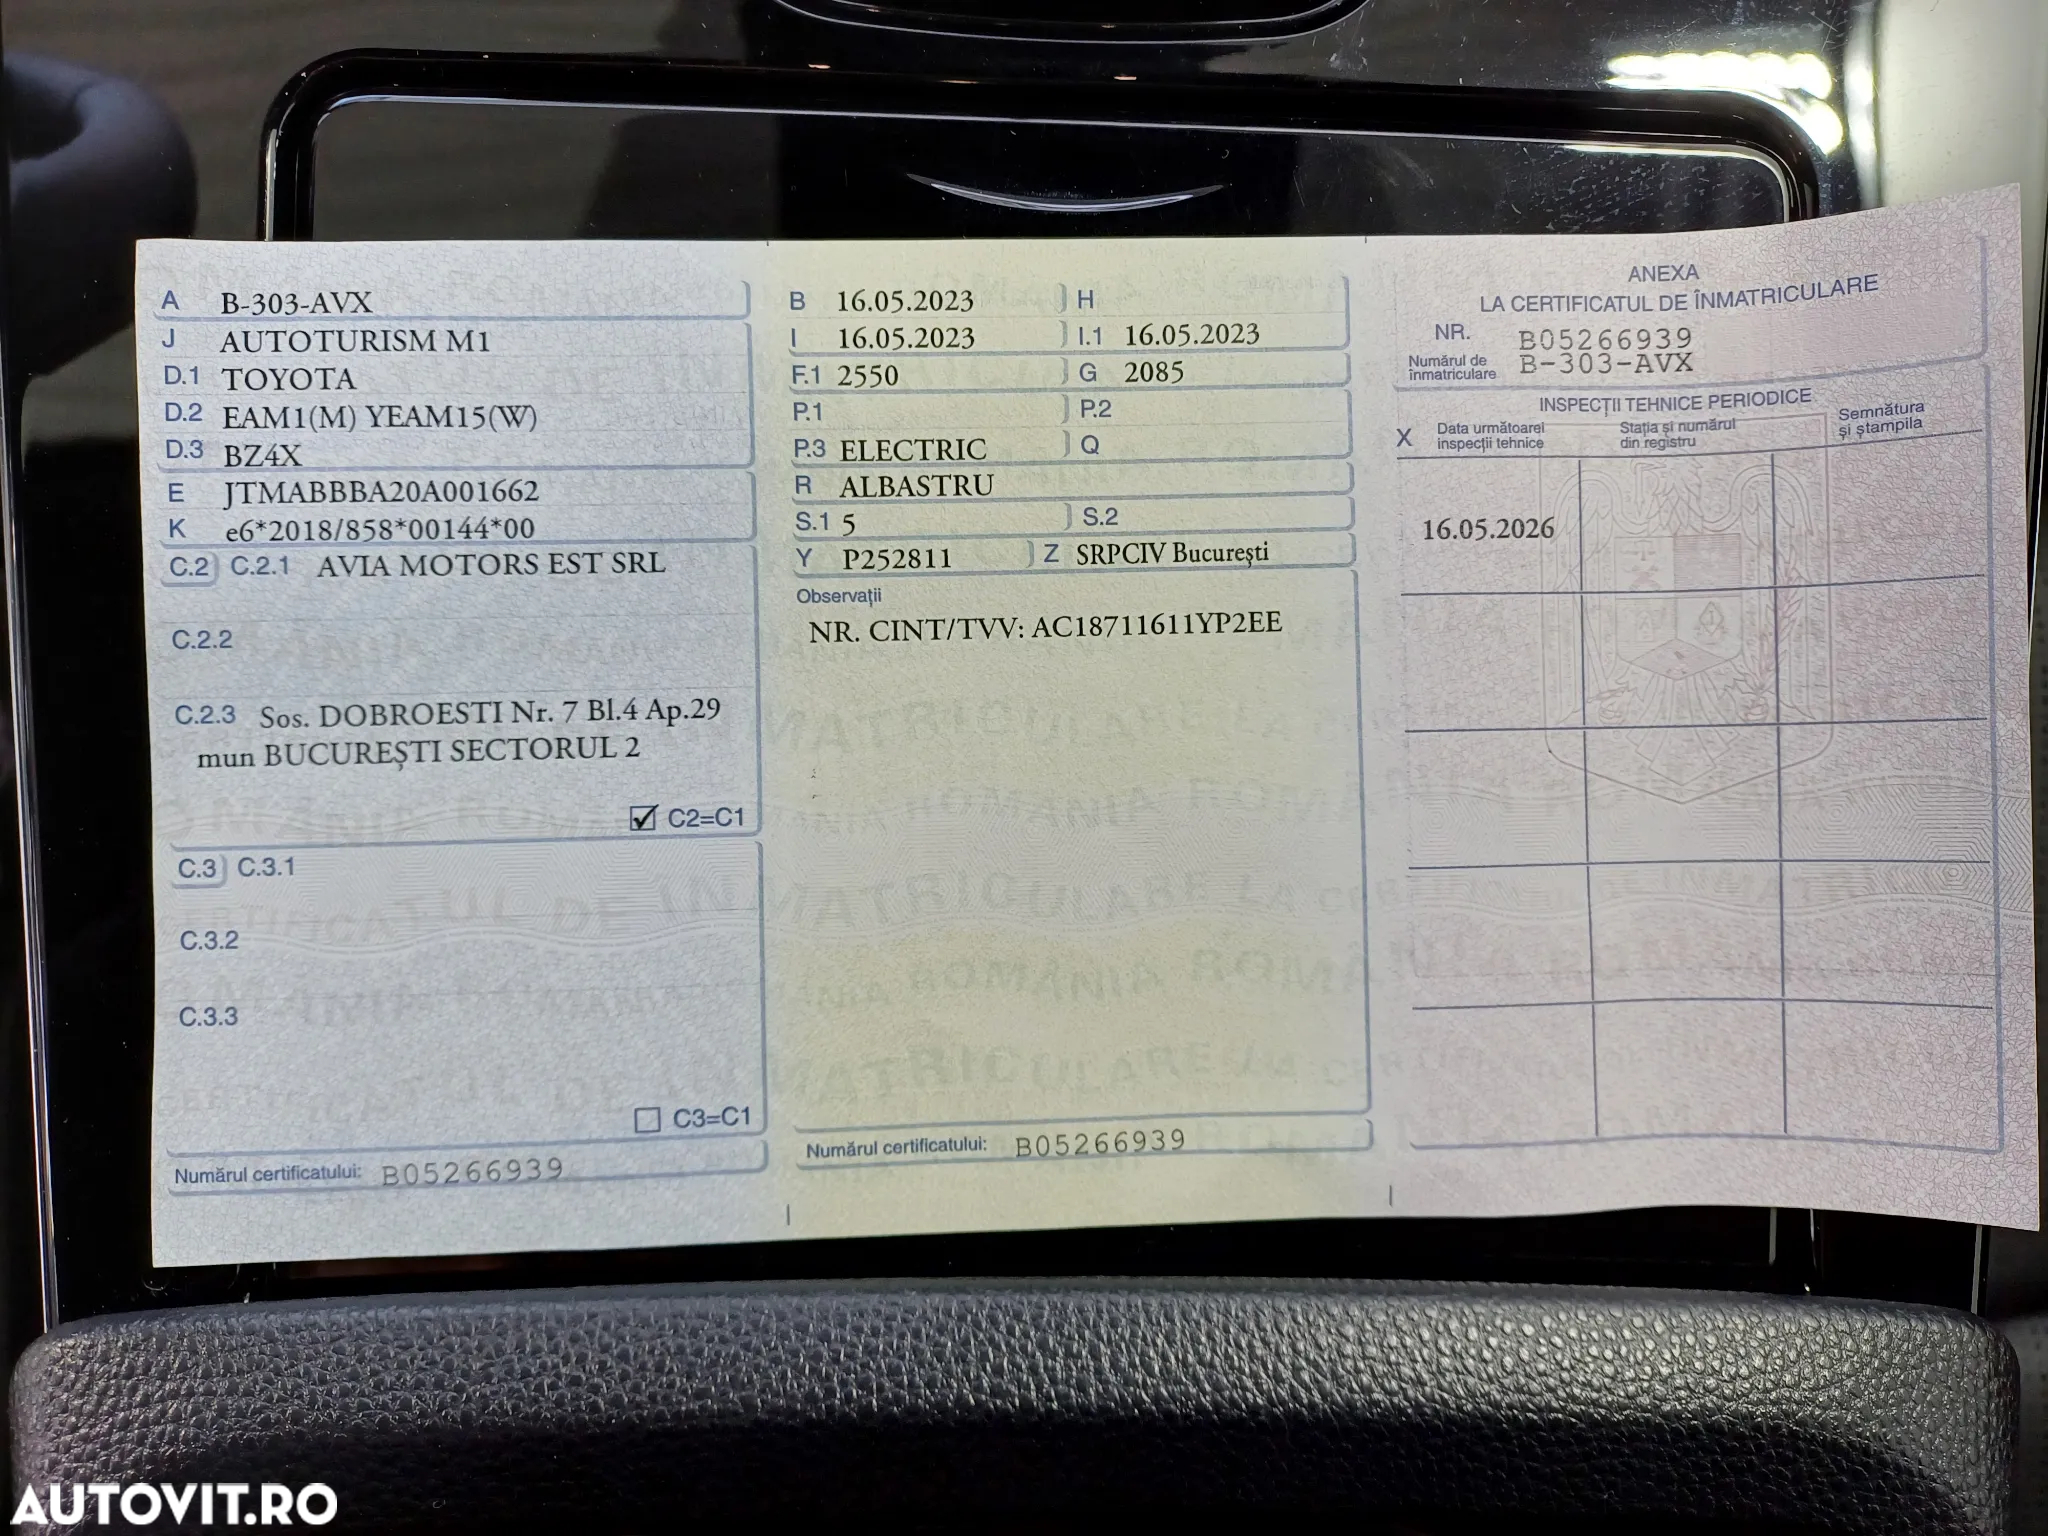 A B-303-AVX
J AUTOTURISM M1
D.1 TOYOTA
D.2 EAM1(M) YEAM15(W)
D.3 BZ4X
E JTMABBBA20A001662
K e6*2018/858*00144*00
C.2 C.2.1 AVIA MOTORS EST SRL
C.2.2
C.2.3 Sos. DOBROESTI Nr. 7 Bl.4 Ap.29
mun BUCUREȘTI SECTORUL 2
C2=C1
C.3 C.3.1
C.3.2
C.3.3
C3=C1
Numărul certificatului: B05266939
B 16.05.2023 H
I 16.05.2023 I.1 16.05.2023
F.1 2550 G 2085
P.1 P.2
P.3 ELECTRIC Q
R ALBASTRU
S.1 5 S.2
Y P252811 Z SRPCIV București
Observații
NR. CINT/TVV: AC18711611YP2EE
Numărul certificatului: B05266939
ANEXA
LA CERTIFICATUL DE ÎNMATRICULARE
NR. B05266939
Numărul de
înmatriculare B-303-AVX
INSPECȚII TEHNICE PERIODICE
X Data următoarei
inspecții tehnice
Stația și numărul
din registru
Semnătura
și ștampila
16.05.2026
AUTOVIT.RO